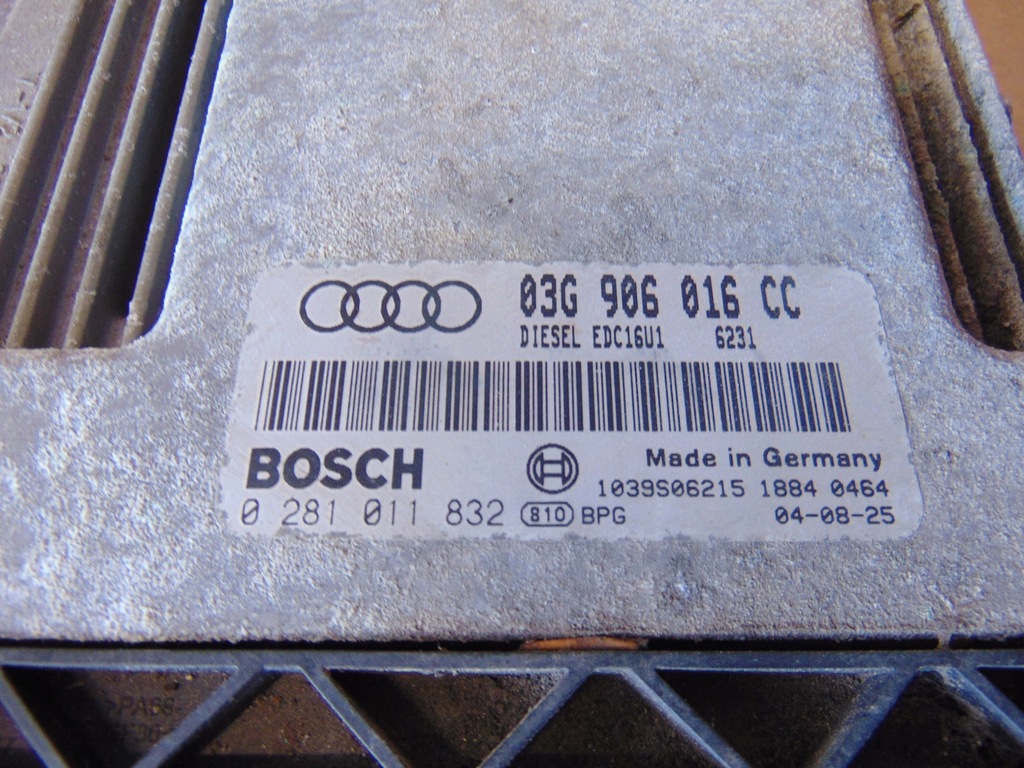 03G 906 016 CC
DIESEL EDC16U1 6231
BOSCH
Made in Germany
1039S06215 1884 0464
0 281 011 832 810 BPG
04-08-25